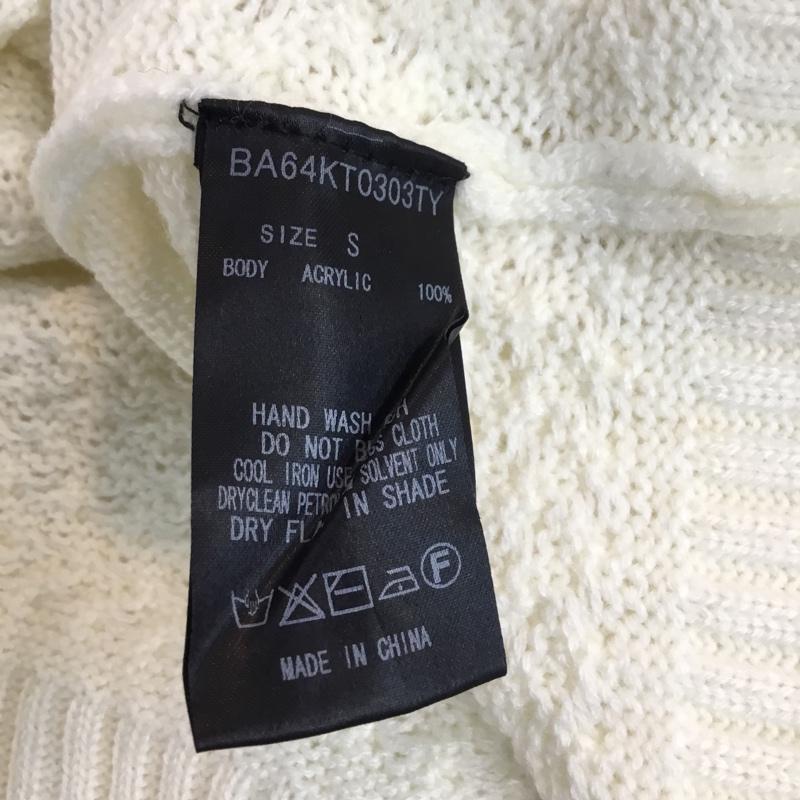 BA64KT0303TY
SIZE S
BODY ACRYLIC 100%
HAND WASH
DO NOT CLOTH
COOL IRON USE SOLVENT ONLY
DRYCLEAN IN SHADE
DRY
F
MADE IN CHINA